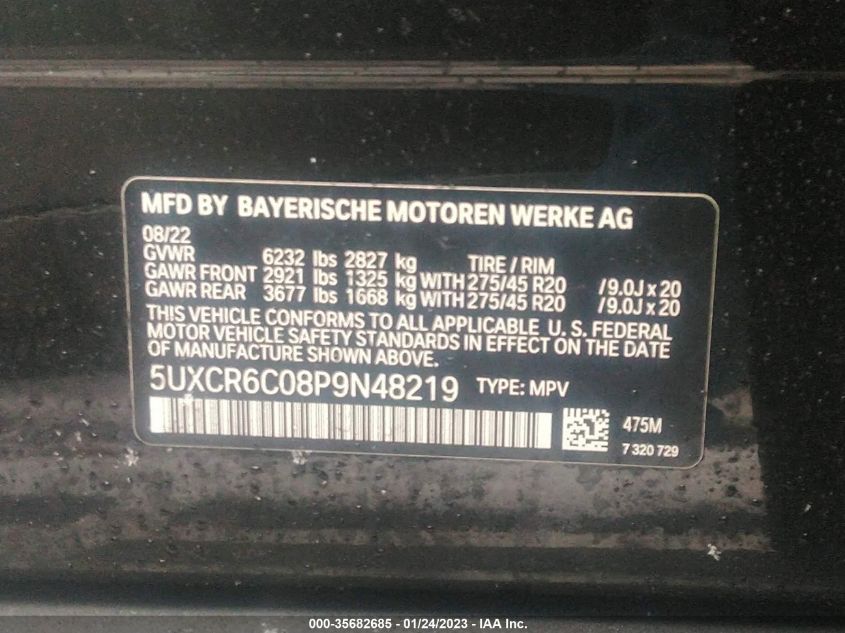 MFD BY BAYERISCHE MOTOREN WERKE AG
08/22
GVWR 6232 lbs 2827 kg TIRE / RIM
GAWR FRONT 2921 lbs 1325 kg WITH 275/45 R20 / 9.0J x 20
GAWR REAR 3677 lbs 1668 kg WITH 275/45 R20 / 9.0J x 20
THIS VEHICLE CONFORMS TO ALL APPLICABLE U. S. FEDERAL
MOTOR VEHICLE SAFETY STANDARDS IN EFFECT ON THE DATE
OF MANUFACTURE SHOWN ABOVE.
5UXCR6C08P9N48219 TYPE: MPV
475M
7 320 729
000-35682685 - 01/24/2023 - IAA Inc.